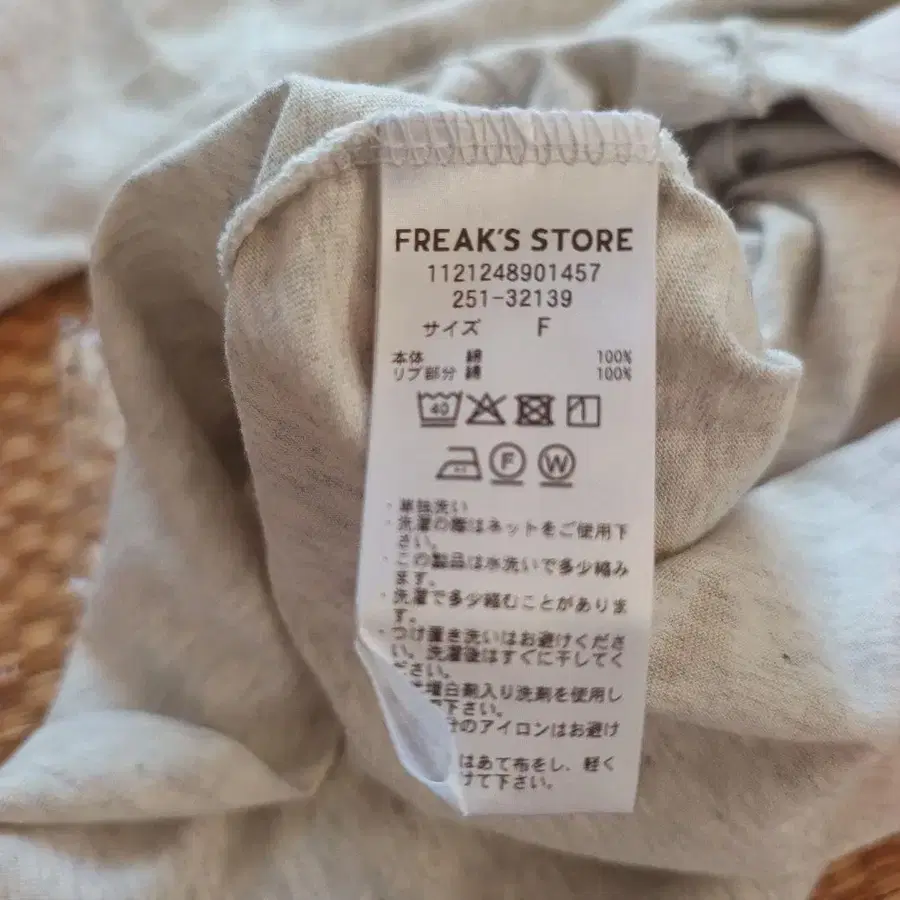 FREAK'S STORE
1121248901457
251-32139
サイズ F
本体 綿 100%
リブ部分 綿 100%
40 1
F W
・単独洗い
・洗濯の際はネットをご使用下
さい。
・この製品は水洗いで多少縮み
ます。
・洗濯で多少縮むことがありま
す。
・つけ置き洗いはお避けくださ
い。洗濯後はすぐに干してく
ださい。
増白剤入り洗剤を使用し
下さい。
のアイロンはお避け
はあて布をし、軽く
けて下さい。